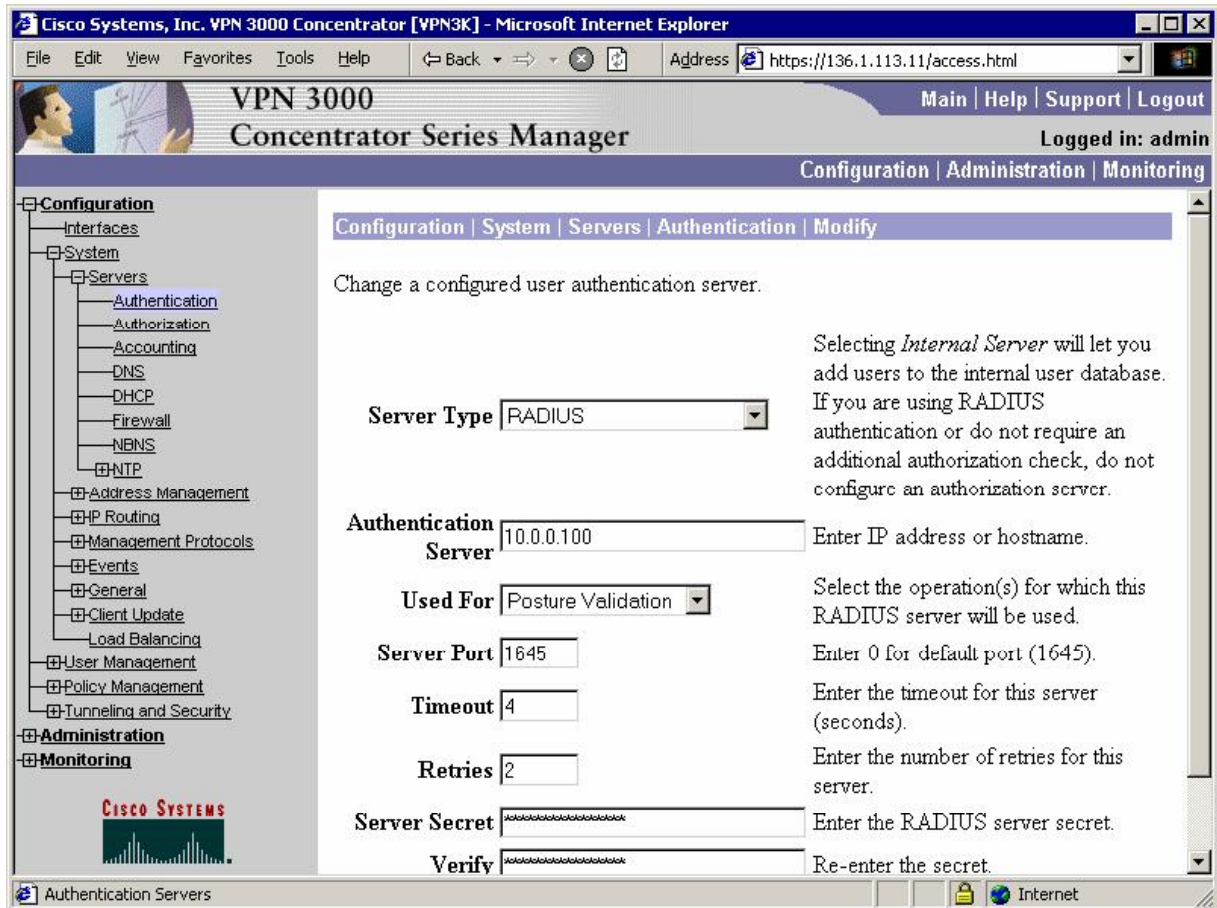 Cisco Systems, Inc. VPN 3000 Concentrator [VPN3K] - Microsoft Internet Explorer
File Edit View Favorites Tools Help Back Address https://136.1.113.11/access.html
VPN 3000
Concentrator Series Manager
Main | Help | Support | Logout
Logged in: admin
Configuration | Administration | Monitoring
Configuration
Interfaces
System
Servers
Authentication
Authorization
Accounting
DNS
DHCP
Firewall
NBNS
NTP
Address Management
IP Routing
Management Protocols
Events
General
Client Update
Load Balancing
User Management
Policy Management
Tunneling and Security
Administration
Monitoring
CISCO SYSTEMS
Configuration | System | Servers | Authentication | Modify
Change a configured user authentication server.
Server Type RADIUS
Selecting Internal Server will let you
add users to the internal user database.
If you are using RADIUS
authentication or do not require an
additional authorization check, do not
configure an authorization server.
Authentication
Server 10.0.0.100 Enter IP address or hostname.
Used For Posture Validation
Select the operation(s) for which this
RADIUS server will be used.
Server Port 1645 Enter 0 for default port (1645).
Timeout 4
Enter the timeout for this server
(seconds).
Retries 2
Enter the number of retries for this
server.
Server Secret ****************** Enter the RADIUS server secret.
Verify ****************** Re-enter the secret.
Authentication Servers Internet